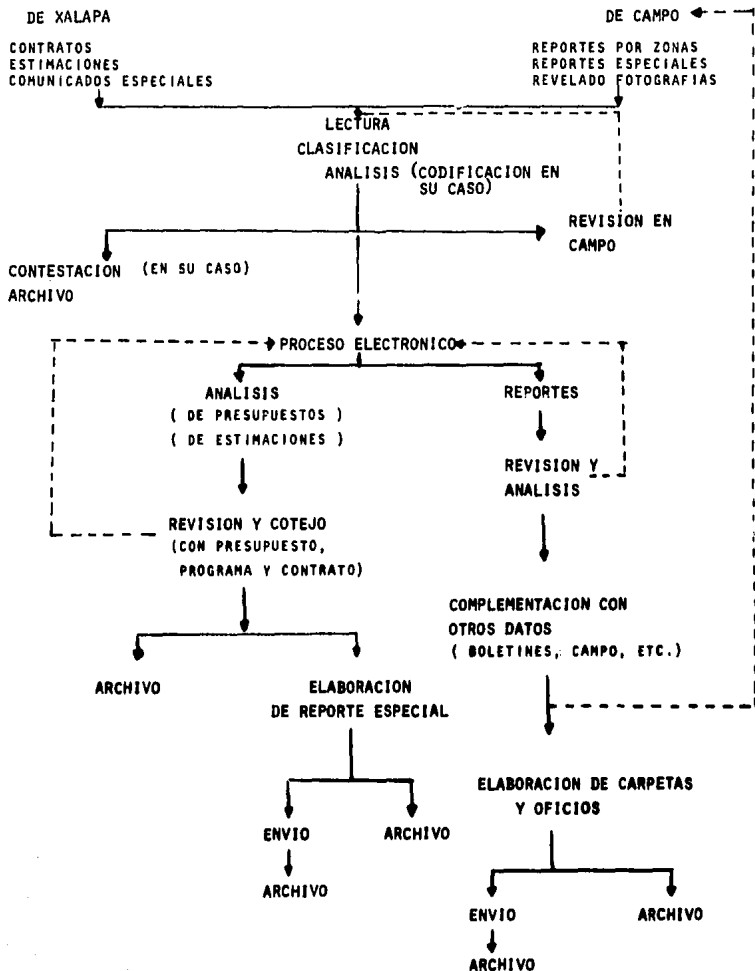 DE XALAPA
DE CAMPO
CONTRATOS
ESTIMACIONES
COMUNICADOS ESPECIALES
REPORTES POR ZONAS
REPORTES ESPECIALES
REVELADO FOTOGRAFIAS
LECTURA
CLASIFICACION
ANALISIS (CODIFICACION EN
SU CASO)
REVISION EN
CAMPO
CONTESTACION (EN SU CASO)
ARCHIVO
PROCESO ELECTRONICO
ANALISIS
( DE PRESUPUESTOS )
( DE ESTIMACIONES )
REPORTES
REVISION Y
ANALISIS
REVISION Y COTEJO
(CON PRESUPUESTO,
PROGRAMA Y CONTRATO)
COMPLEMENTACION CON
OTROS DATOS
( BOLETINES, CAMPO, ETC.)
ARCHIVO
ELABORACION
DE REPORTE ESPECIAL
ELABORACION DE CARPETAS
Y OFICIOS
ENVIO
ARCHIVO
ARCHIVO
ENVIO
ARCHIVO
ARCHIVO